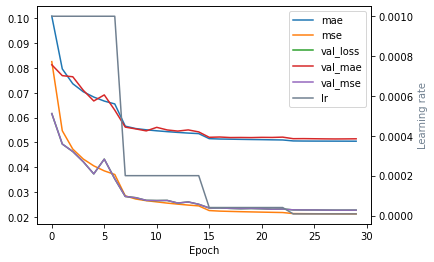 0.10
0.09
0.08
0.07
0.06
0.05
0.04
0.03
0.02
0
5
10
15
20
25
30
Epoch
mae
mse
val_loss
val_mae
val_mse
lr
0.0010
0.0008
0.0006
0.0004
0.0002
0.0000
Learning rate